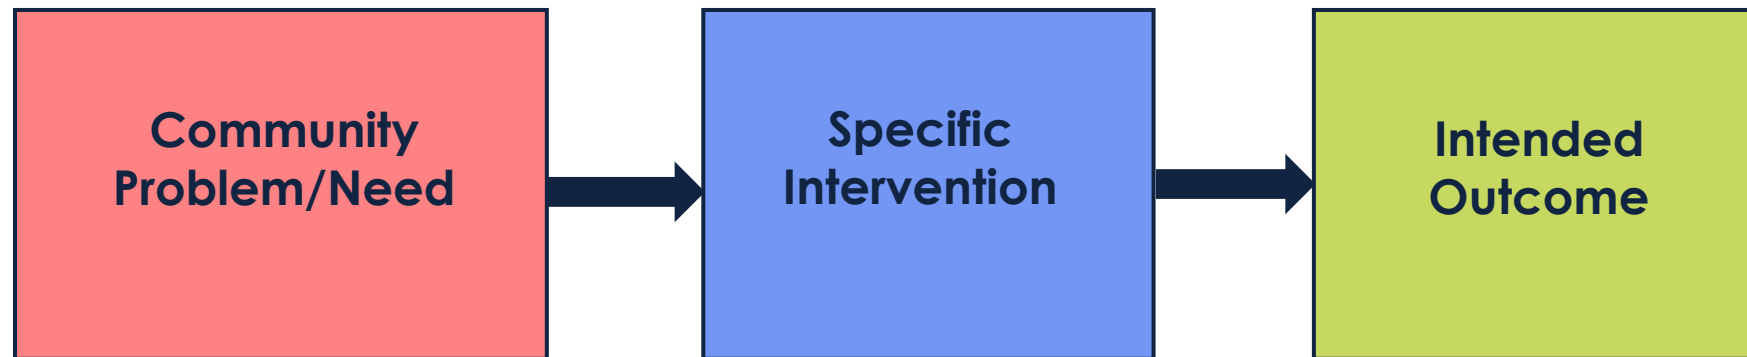 Community
Problem/Need
Specific
Intervention
Intended
Outcome